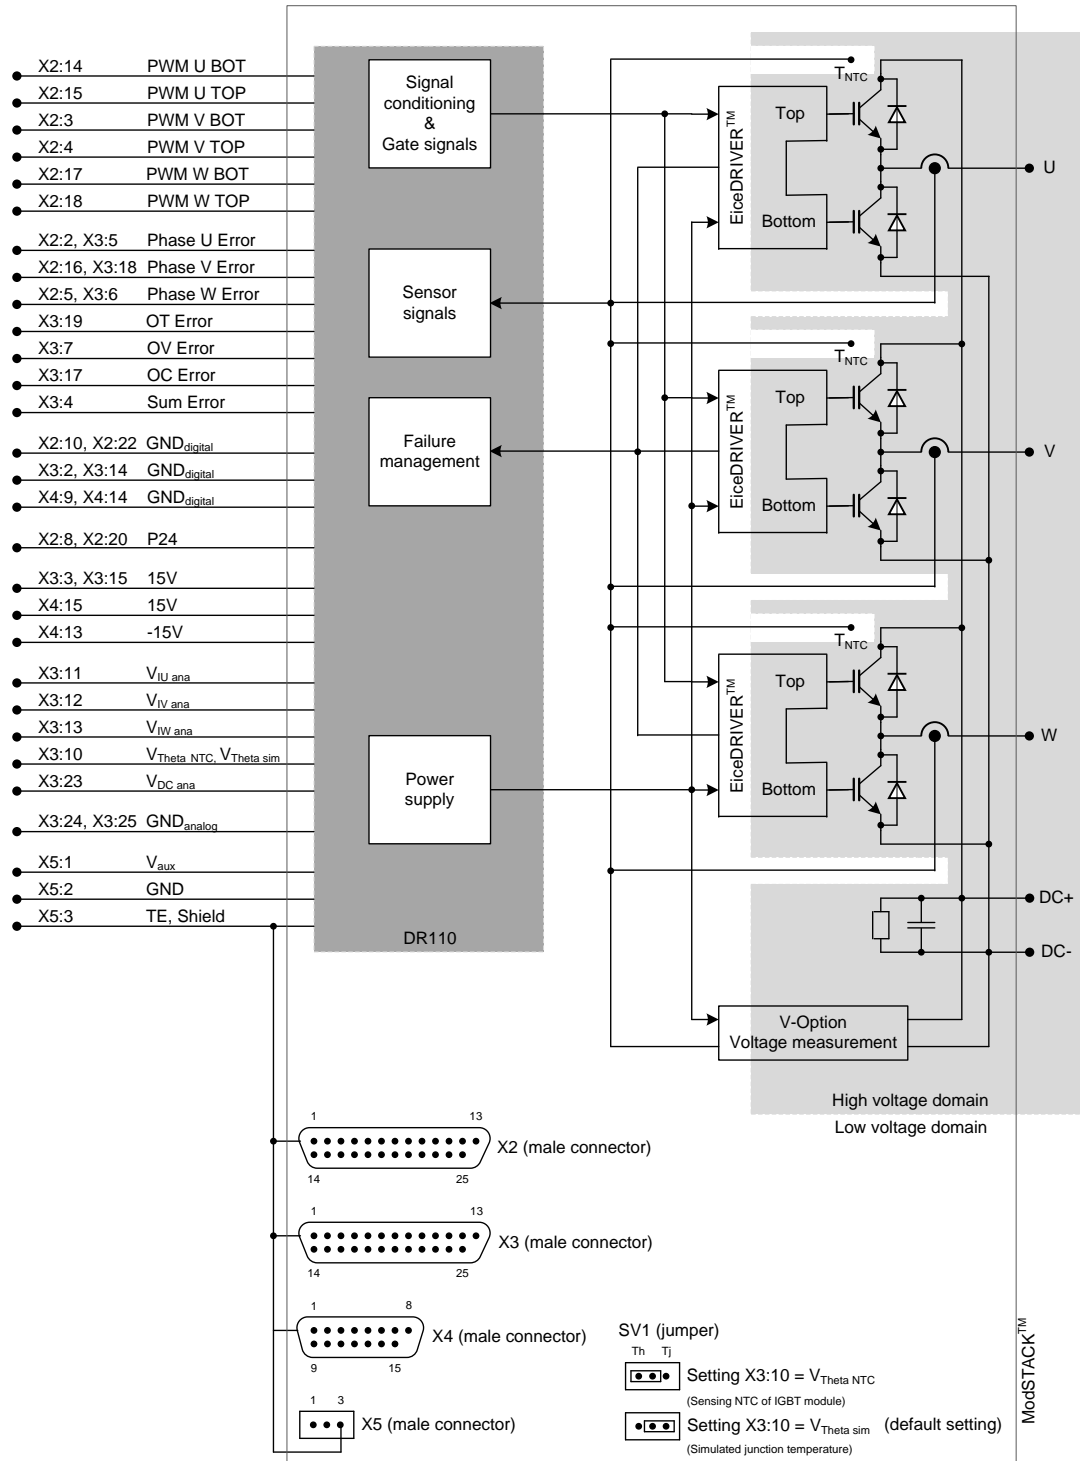 X2:14 PWM U BOT
X2:15 PWM U TOP
X2:3 PWM V BOT
X2:4 PWM V TOP
X2:17 PWM W BOT
X2:18 PWM W TOP
X2:2, X3:5 Phase U Error
X2:16, X3:18 Phase V Error
X2:5, X3:6 Phase W Error
X3:19 OT Error
X3:7 OV Error
X3:17 OC Error
X3:4 Sum Error
X2:10, X2:22 GNDdigital
X3:2, X3:14 GNDdigital
X4:9, X4:14 GNDdigital
X2:8, X2:20 P24
X3:3, X3:15 15V
X4:15 15V
X4:13 -15V
X3:11 VIU ana
X3:12 VIV ana
X3:13 VIW ana
X3:10 VTheta NTC, VTheta sim
X3:23 VDC ana
X3:24, X3:25 GNDanalog
X5:1 Vaux
X5:2 GND
X5:3 TE, Shield
Signal
conditioning
&
Gate signals
Sensor
signals
Failure
management
Power
supply
DR110
TNTC
EiceDRIVER™
Top
Bottom
U
TNTC
EiceDRIVER™
Top
Bottom
V
TNTC
EiceDRIVER™
Top
Bottom
W
DC+
DC-
V-Option
Voltage measurement
High voltage domain
Low voltage domain
1 13
X2 (male connector)
14 25
1 13
X3 (male connector)
14 25
1 8
X4 (male connector)
9 15
1 3
X5 (male connector)
SV1 (jumper)
Th Tj
Setting X3:10 = VTheta NTC
(Sensing NTC of IGBT module)
Setting X3:10 = VTheta sim (default setting)
(Simulated junction temperature)
ModSTACK™